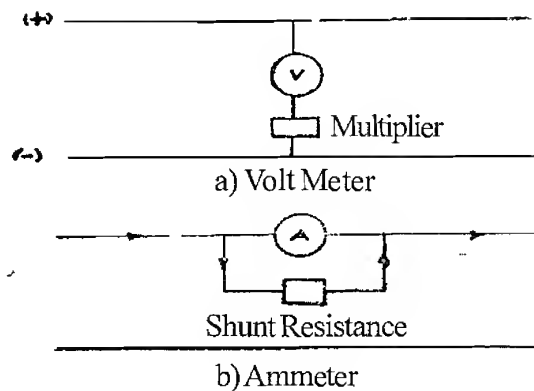 (+)
V
Multiplier
(-)
a) Volt Meter
A
Shunt Resistance
b) Ammeter